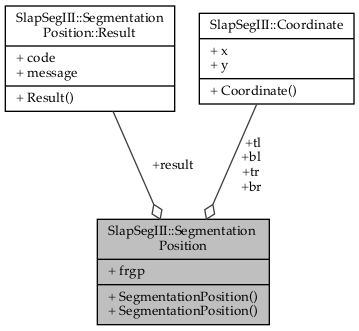 SlapSegIII::Segmentation
Position::Result
+ code
+ message
+ Result()
SlapSegIII::Coordinate
+ x
+ y
+ Coordinate()
+result
+tl
+bl
+tr
+br
SlapSegIII::Segmentation
Position
+ frgp
+ SegmentationPosition()
+ SegmentationPosition()